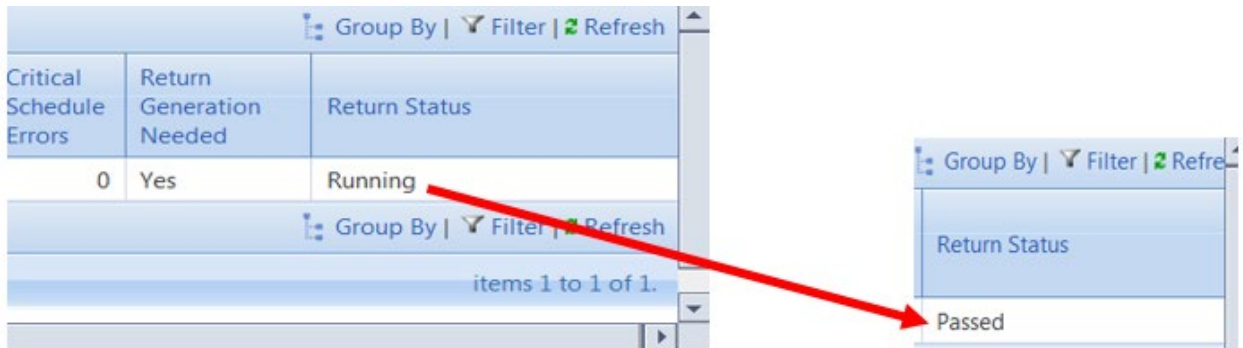 Group By | Filter | Refresh
Critical Schedule Errors
Return Generation Needed
Return Status
0 Yes Running
Group By | Filter | Refresh
items 1 to 1 of 1.
Group By | Filter | Refre
Return Status
Passed